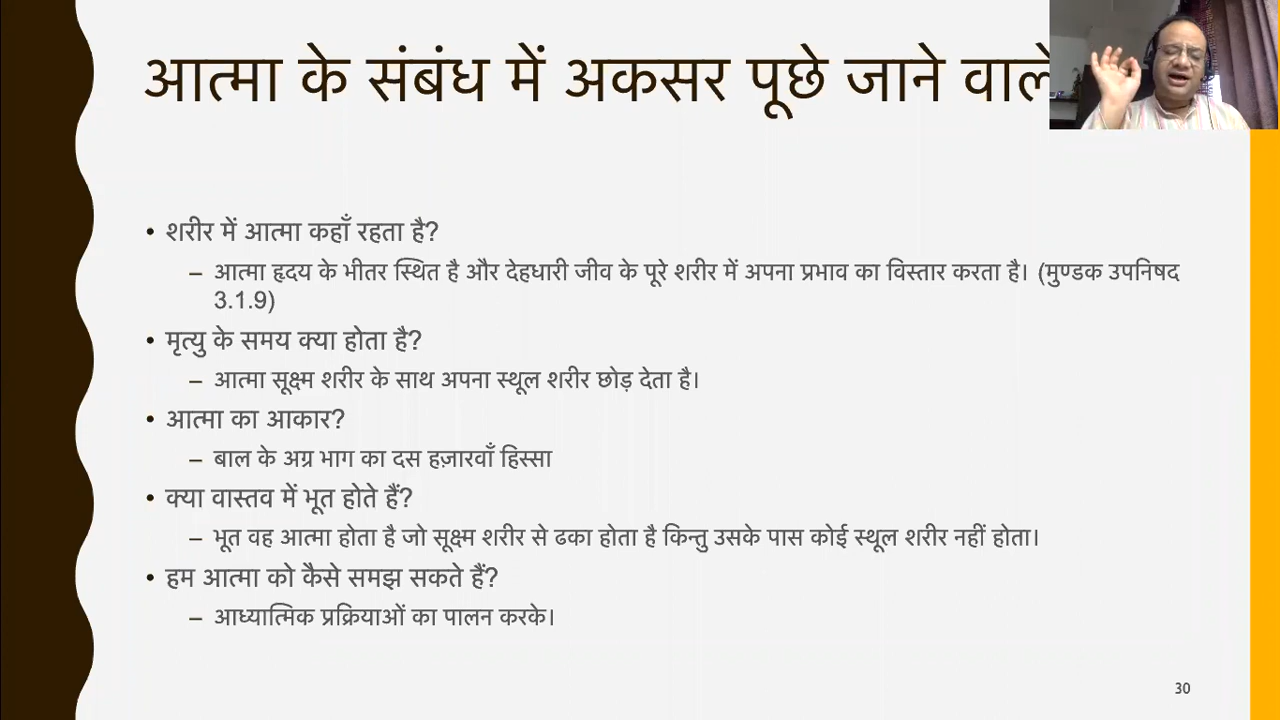 आत्मा के संबंध में अकसर पूछे जाने वाले
• शरीर में आत्मा कहाँ रहता है?
– आत्मा हृदय के भीतर स्थित है और देहधारी जीव के पूरे शरीर में अपना प्रभाव का विस्तार करता है। (मुण्डक उपनिषद
3.1.9)
• मृत्यु के समय क्या होता है?
– आत्मा सूक्ष्म शरीर के साथ अपना स्थूल शरीर छोड़ देता है।
• आत्मा का आकार?
– बाल के अग्र भाग का दस हज़ारवाँ हिस्सा
• क्या वास्तव में भूत होते हैं?
– भूत वह आत्मा होता है जो सूक्ष्म शरीर से ढका होता है किन्तु उसके पास कोई स्थूल शरीर नहीं होता।
• हम आत्मा को कैसे समझ सकते हैं?
– आध्यात्मिक प्रक्रियाओं का पालन करके।
30